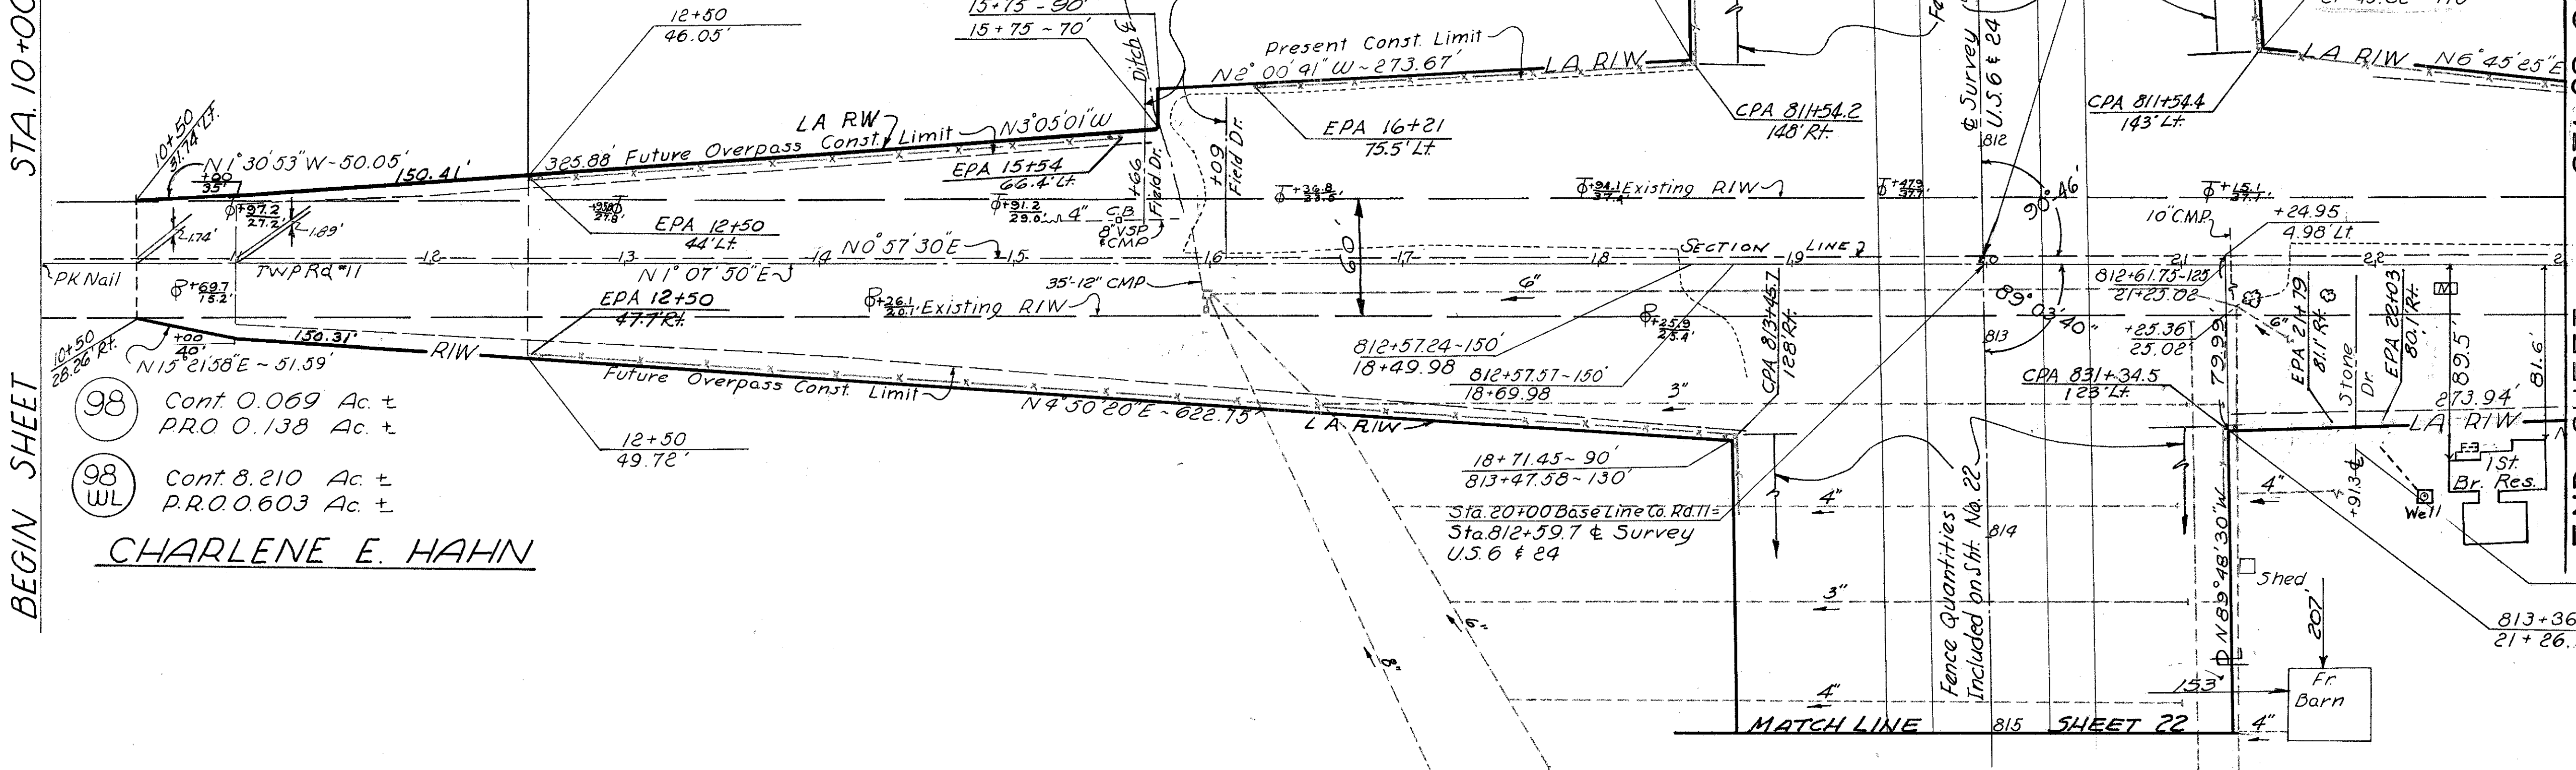 STA. 10+00
BEGIN SHEET
12+50
46.05'
15+75 ~ 90'
15+75 ~ 70'
Ditch ℄
Present Const. Limit
N2° 00' 41" W ~ 273.67'
LA R/W
℄ Survey
U.S. 6 & 24
LA R/W
N6° 45' 25" E
CPA 811+54.2
148' Rt.
CPA 811+54.4
143' Lt.
812
10+50
31.74' Lt.
N1° 30' 53" W - 50.05'
+00
35'
150.41'
325.88'
LA RW
Future Overpass Const. Limit
N3° 05' 01" W
EPA 15+54
66.4' Lt.
+66
Field Dr.
+09
Field Dr.
EPA 16+21
75.5' Lt.
+97.2
27.2'
1.74'
1.89'
EPA 12+50
44' Lt.
+91.2
29.0'
4"
C.B.
8" VSP
& CMP
+94.1
37.4'
Existing R/W
+47.9
37.7'
+15.1
37.7'
90° 46'
60'
10" CMP
+24.95
4.98' Lt
PK Nail
TWP Rd #11
12
13
14
15
16
17
18
19
21
22
N0° 57' 30" E
N1° 07' 50" E
SECTION LINE
+69.7
15.2'
EPA 12+50
47.7' Rt.
+26.1
20.1'
Existing R/W
35'-12" CMP
6"
+25.9
25.4'
CPA 813+45.7
128' Rt.
89° 03' 40"
813
812+61.75-125
21+25.02
+25.36
25.02'
79.99'
6"
EPA 21+79
81.1' Rt.
Stone
Dr.
EPA 22+03
80.1' Rt.
89.5'
81.6'
10+50
28.26' Rt.
+00
40'
N15° 21' 58" E ~ 51.59'
150.31'
R/W
Future Overpass Const. Limit
N4° 50' 20" E ~ 622.75'
LA R/W
812+57.24 ~ 150'
18+49.98
812+57.57 ~ 150'
18+69.98
3"
CPA 831+34.5
123' Lt.
273.94'
LA R/W
98
Cont. 0.069 Ac. ±
P.R.O. 0.138 Ac. ±
98
WL
Cont. 8.210 Ac. ±
P.R.O. 0.603 Ac. ±
CHARLENE E. HAHN
12+50
49.72'
18+71.45 ~ 90'
813+47.58 ~ 130'
Sta. 20+00 Base Line Co. Rd. 11 =
Sta. 812+59.7 ℄ Survey
U.S. 6 & 24
4"
Fence Quantities
Included on Sht. No. 22
814
N89° 48' 30" W
4"
+91.3 ℄
1 St.
Br. Res.
Well
Shed
207'
3"
6"
8"
4"
153'
Fr.
Barn
4"
813+36
21+26.
MATCH LINE
815
SHEET 22